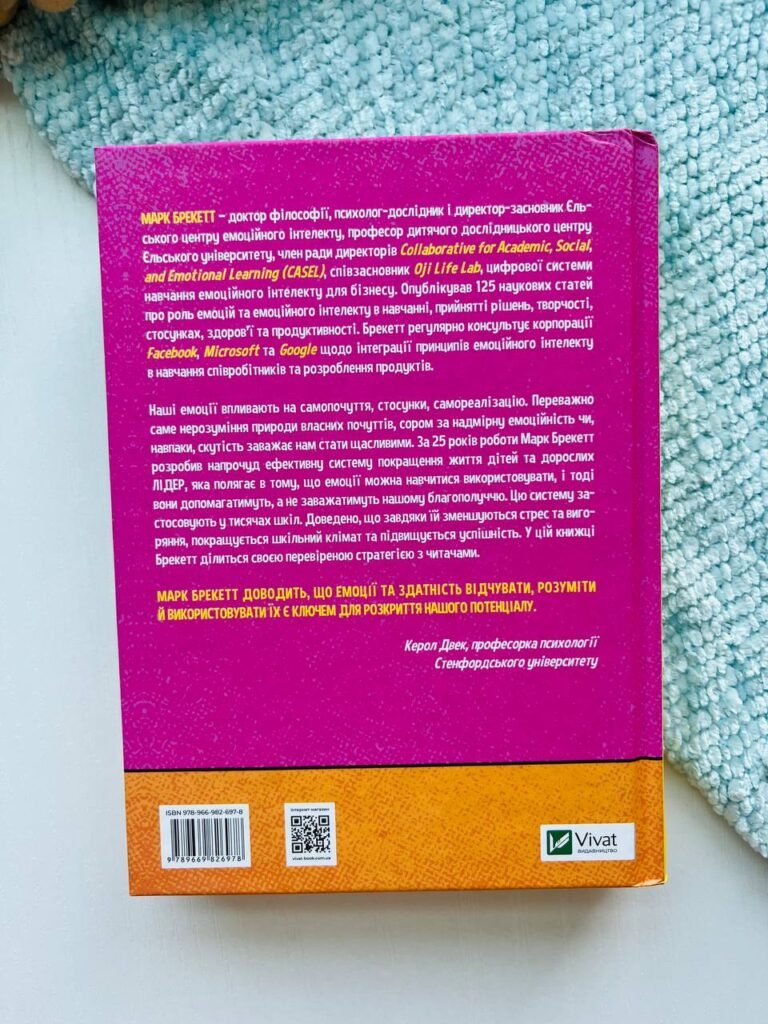 МАРК БРЕКЕТТ – доктор філософії, психолог-дослідник і директор-засновник Єль-
ського центру емоційного інтелекту, професор дитячого дослідницького центру
Єльського університету, член ради директорів Collaborative for Academic, Social,
and Emotional Learning (CASEL), співзасновник Oji Life Lab, цифрової системи
навчання емоційного інтелекту для бізнесу. Опублікував 125 наукових статей
про роль емоцій та емоційного інтелекту в навчанні, прийнятті рішень, творчості,
стосунках, здоров'ї та продуктивності. Брекетт регулярно консультує корпорації
Facebook, Microsoft та Google щодо інтеграції принципів емоційного інтелекту
в навчання співробітників та розроблення продуктів.
Наші емоції впливають на самопочуття, стосунки, самореалізацію. Переважно
саме нерозуміння природи власних почуттів, сором за надмірну емоційність чи,
навпаки, скутість заважає нам стати щасливими. За 25 років роботи Марк Брекетт
розробив напрочуд ефективну систему покращення життя дітей та дорослих
ЛІДЕР, яка полягає в тому, що емоції можна навчитися використовувати, і тоді
вони допомагатимуть, а не заважатимуть нашому благополуччю. Цю систему за-
стосовують у тисячах шкіл. Доведено, що завдяки їй зменшуються стрес та виго-
ряння, покращується шкільний клімат та підвищується успішність. У цій книжці
Брекетт ділиться своєю перевіреною стратегією з читачами.
МАРК БРЕКЕТТ ДОВОДИТЬ, ЩО ЕМОЦІЇ ТА ЗДАТНІСТЬ ВІДЧУВАТИ, РОЗУМІТИ
Й ВИКОРИСТОВУВАТИ ЇХ Є КЛЮЧЕМ ДЛЯ РОЗКРИТТЯ НАШОГО ПОТЕНЦІАЛУ.
Керол Двек, професорка психології
Стенфордського університету
ISBN 978-966-982-697-8
9 789669 826978
інтернет-магазин
vivat-book.com.ua
Vivat
ВИДАВНИЦТВО